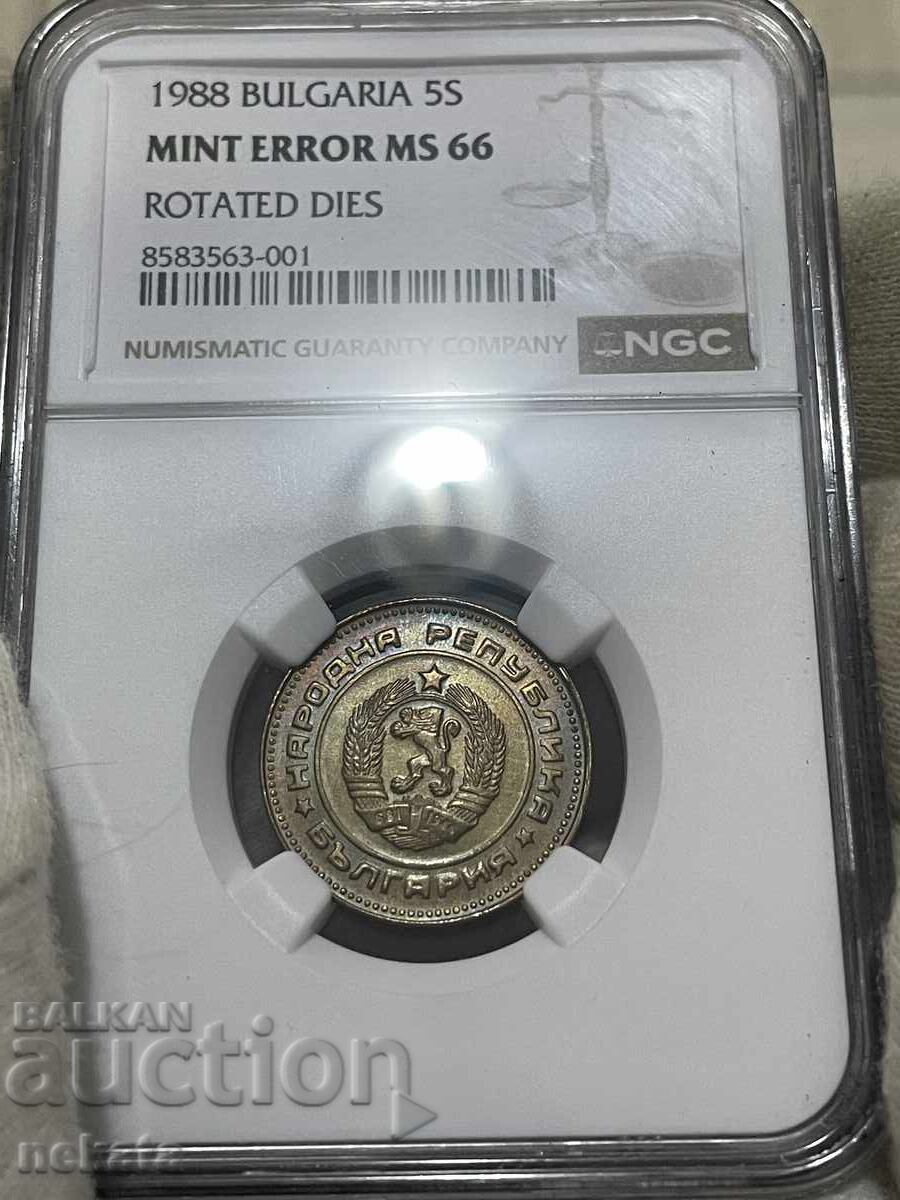 1988 BULGARIA 5S
MINT ERROR MS 66
ROTATED DIES
8583563-001
NUMISMATIC GUARANTY COMPANY NGC
НАРОДНА РЕПУБЛИКА
БЪЛГАРИЯ
BALKAN
auction
nekata